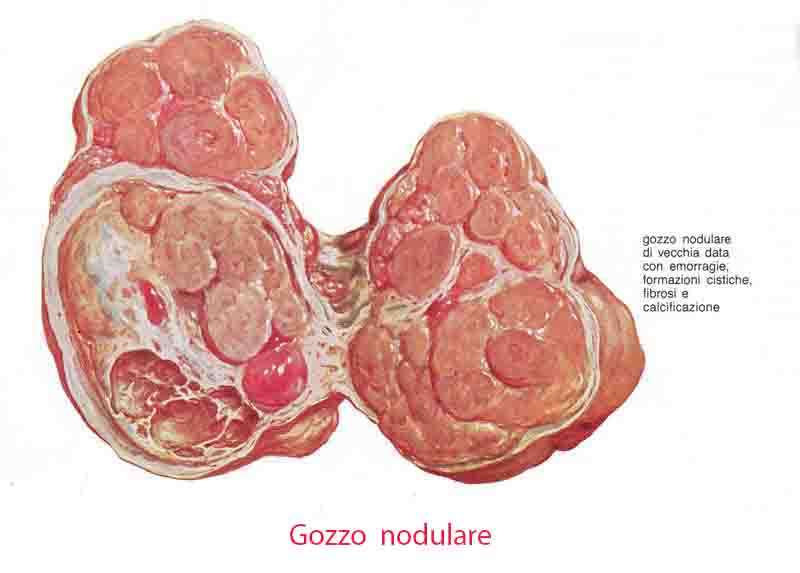 gozzo nodulare
di vecchia data
con emorragie,
formazioni cistiche,
fibrosi e
calcificazione
Gozzo nodulare